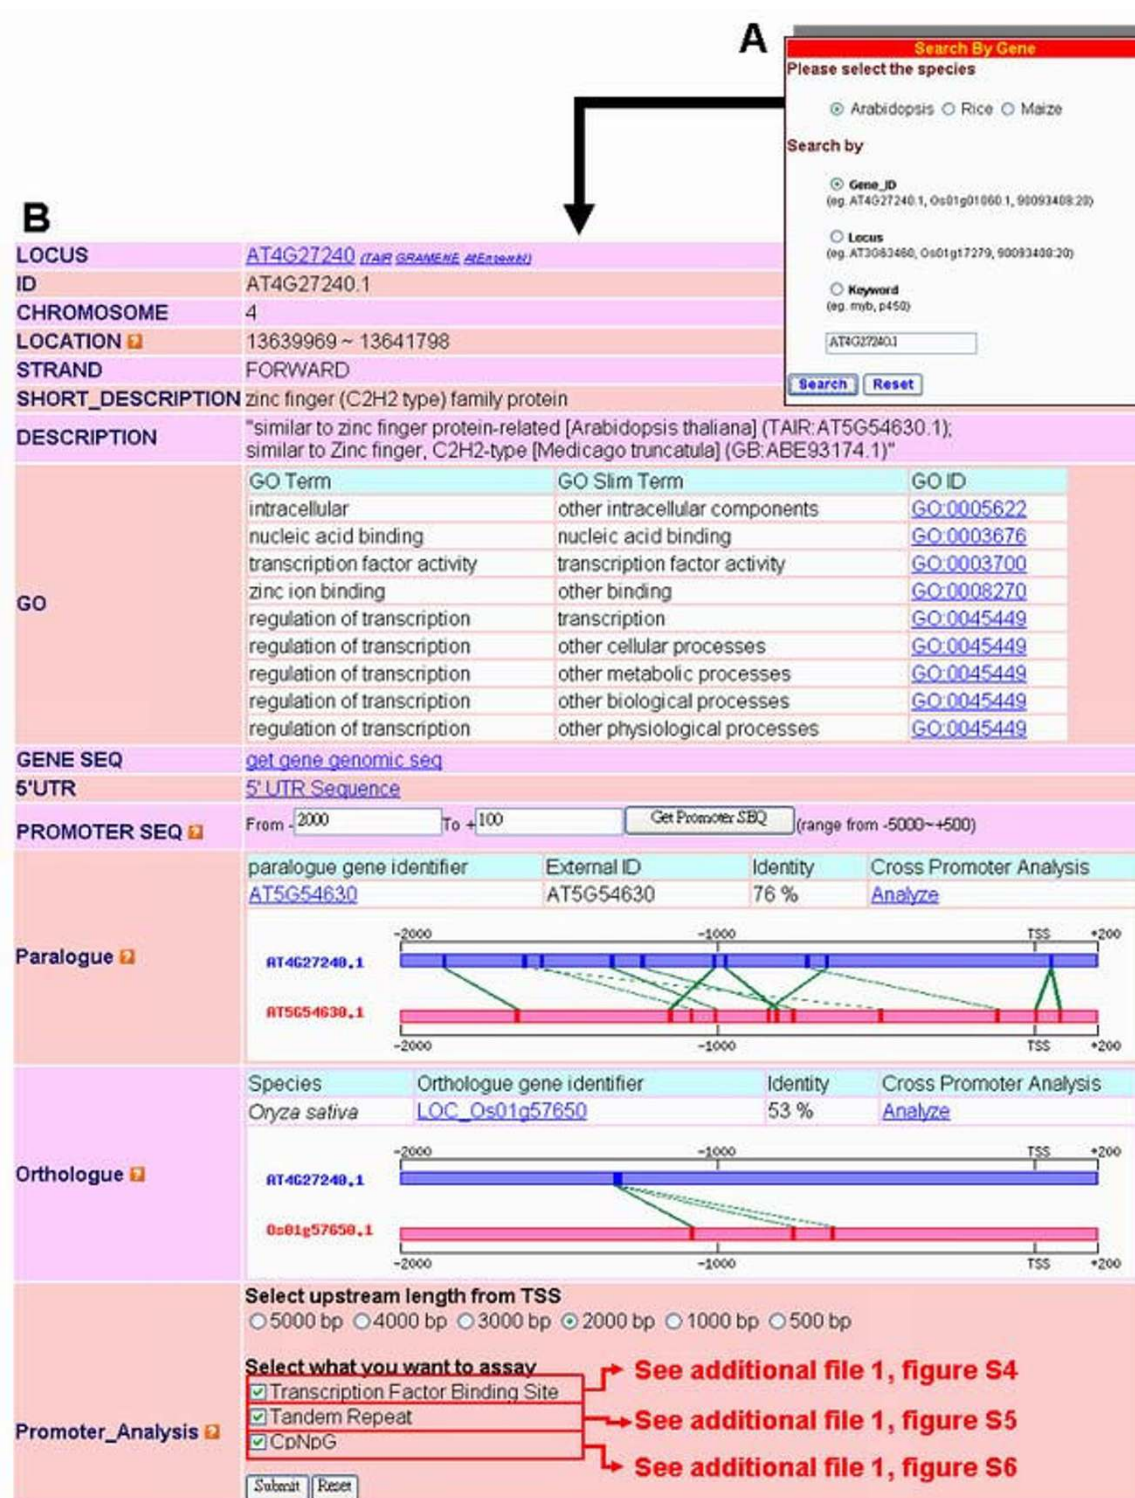 A
Search By Gene
Please select the species
Arabidopsis Rice Maize
Search by
Gene_ID
(eg. AT4G27240.1, Os01g01060.1, 90093408:20)
Locus
(eg. AT3G63460, Os01g17279, 90093408:20)
Keyword
(eg. myb, p450)
AT4G27240.1
Search Reset
B
LOCUS AT4G27240 (TAIR GRAMENE AtEnsembl)
ID AT4G27240.1
CHROMOSOME 4
LOCATION ? 13639969 ~ 13641798
STRAND FORWARD
SHORT_DESCRIPTION zinc finger (C2H2 type) family protein
DESCRIPTION "similar to zinc finger protein-related [Arabidopsis thaliana] (TAIR:AT5G54630.1);
similar to Zinc finger, C2H2-type [Medicago truncatula] (GB:ABE93174.1)"
GO
GO Term GO Slim Term GO ID
intracellular other intracellular components GO:0005622
nucleic acid binding nucleic acid binding GO:0003676
transcription factor activity transcription factor activity GO:0003700
zinc ion binding other binding GO:0008270
regulation of transcription transcription GO:0045449
regulation of transcription other cellular processes GO:0045449
regulation of transcription other metabolic processes GO:0045449
regulation of transcription other biological processes GO:0045449
regulation of transcription other physiological processes GO:0045449
GENE SEQ get gene genomic seq
5'UTR 5' UTR Sequence
PROMOTER SEQ ? From -2000 To +100 Get Promoter SEQ (range from -5000~+500)
Paralogue ?
paralogue gene identifier External ID Identity Cross Promoter Analysis
AT5G54630 AT5G54630 76 % Analyze
-2000 -1000 TSS +200
AT4G27240.1
AT5G54630.1
-2000 -1000 TSS +200
Orthologue ?
Species Orthologue gene identifier Identity Cross Promoter Analysis
Oryza sativa LOC_Os01g57650 53 % Analyze
-2000 -1000 TSS +200
AT4G27240.1
Os01g57650.1
-2000 -1000 TSS +200
Promoter_Analysis ?
Select upstream length from TSS
5000 bp 4000 bp 3000 bp 2000 bp 1000 bp 500 bp
Select what you want to assay
Transcription Factor Binding Site See additional file 1, figure S4
Tandem Repeat See additional file 1, figure S5
CpNpG See additional file 1, figure S6
Submit Reset